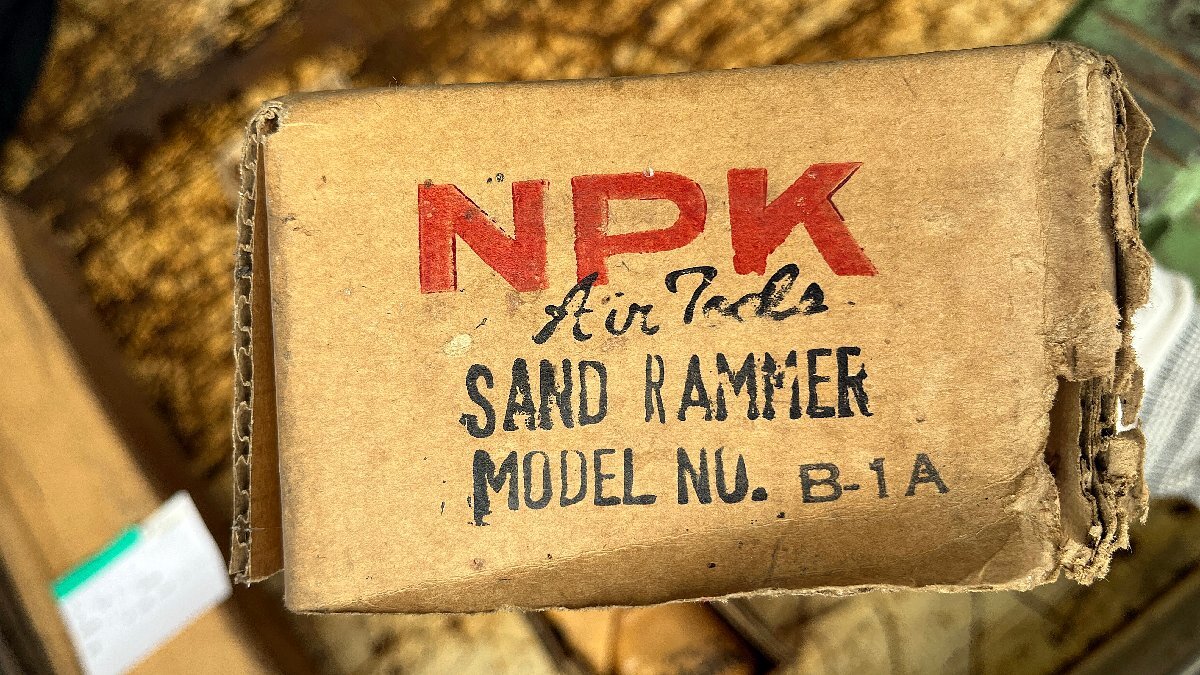 NPK
Air Tools
SAND RAMMER
MODEL NO. B-1A